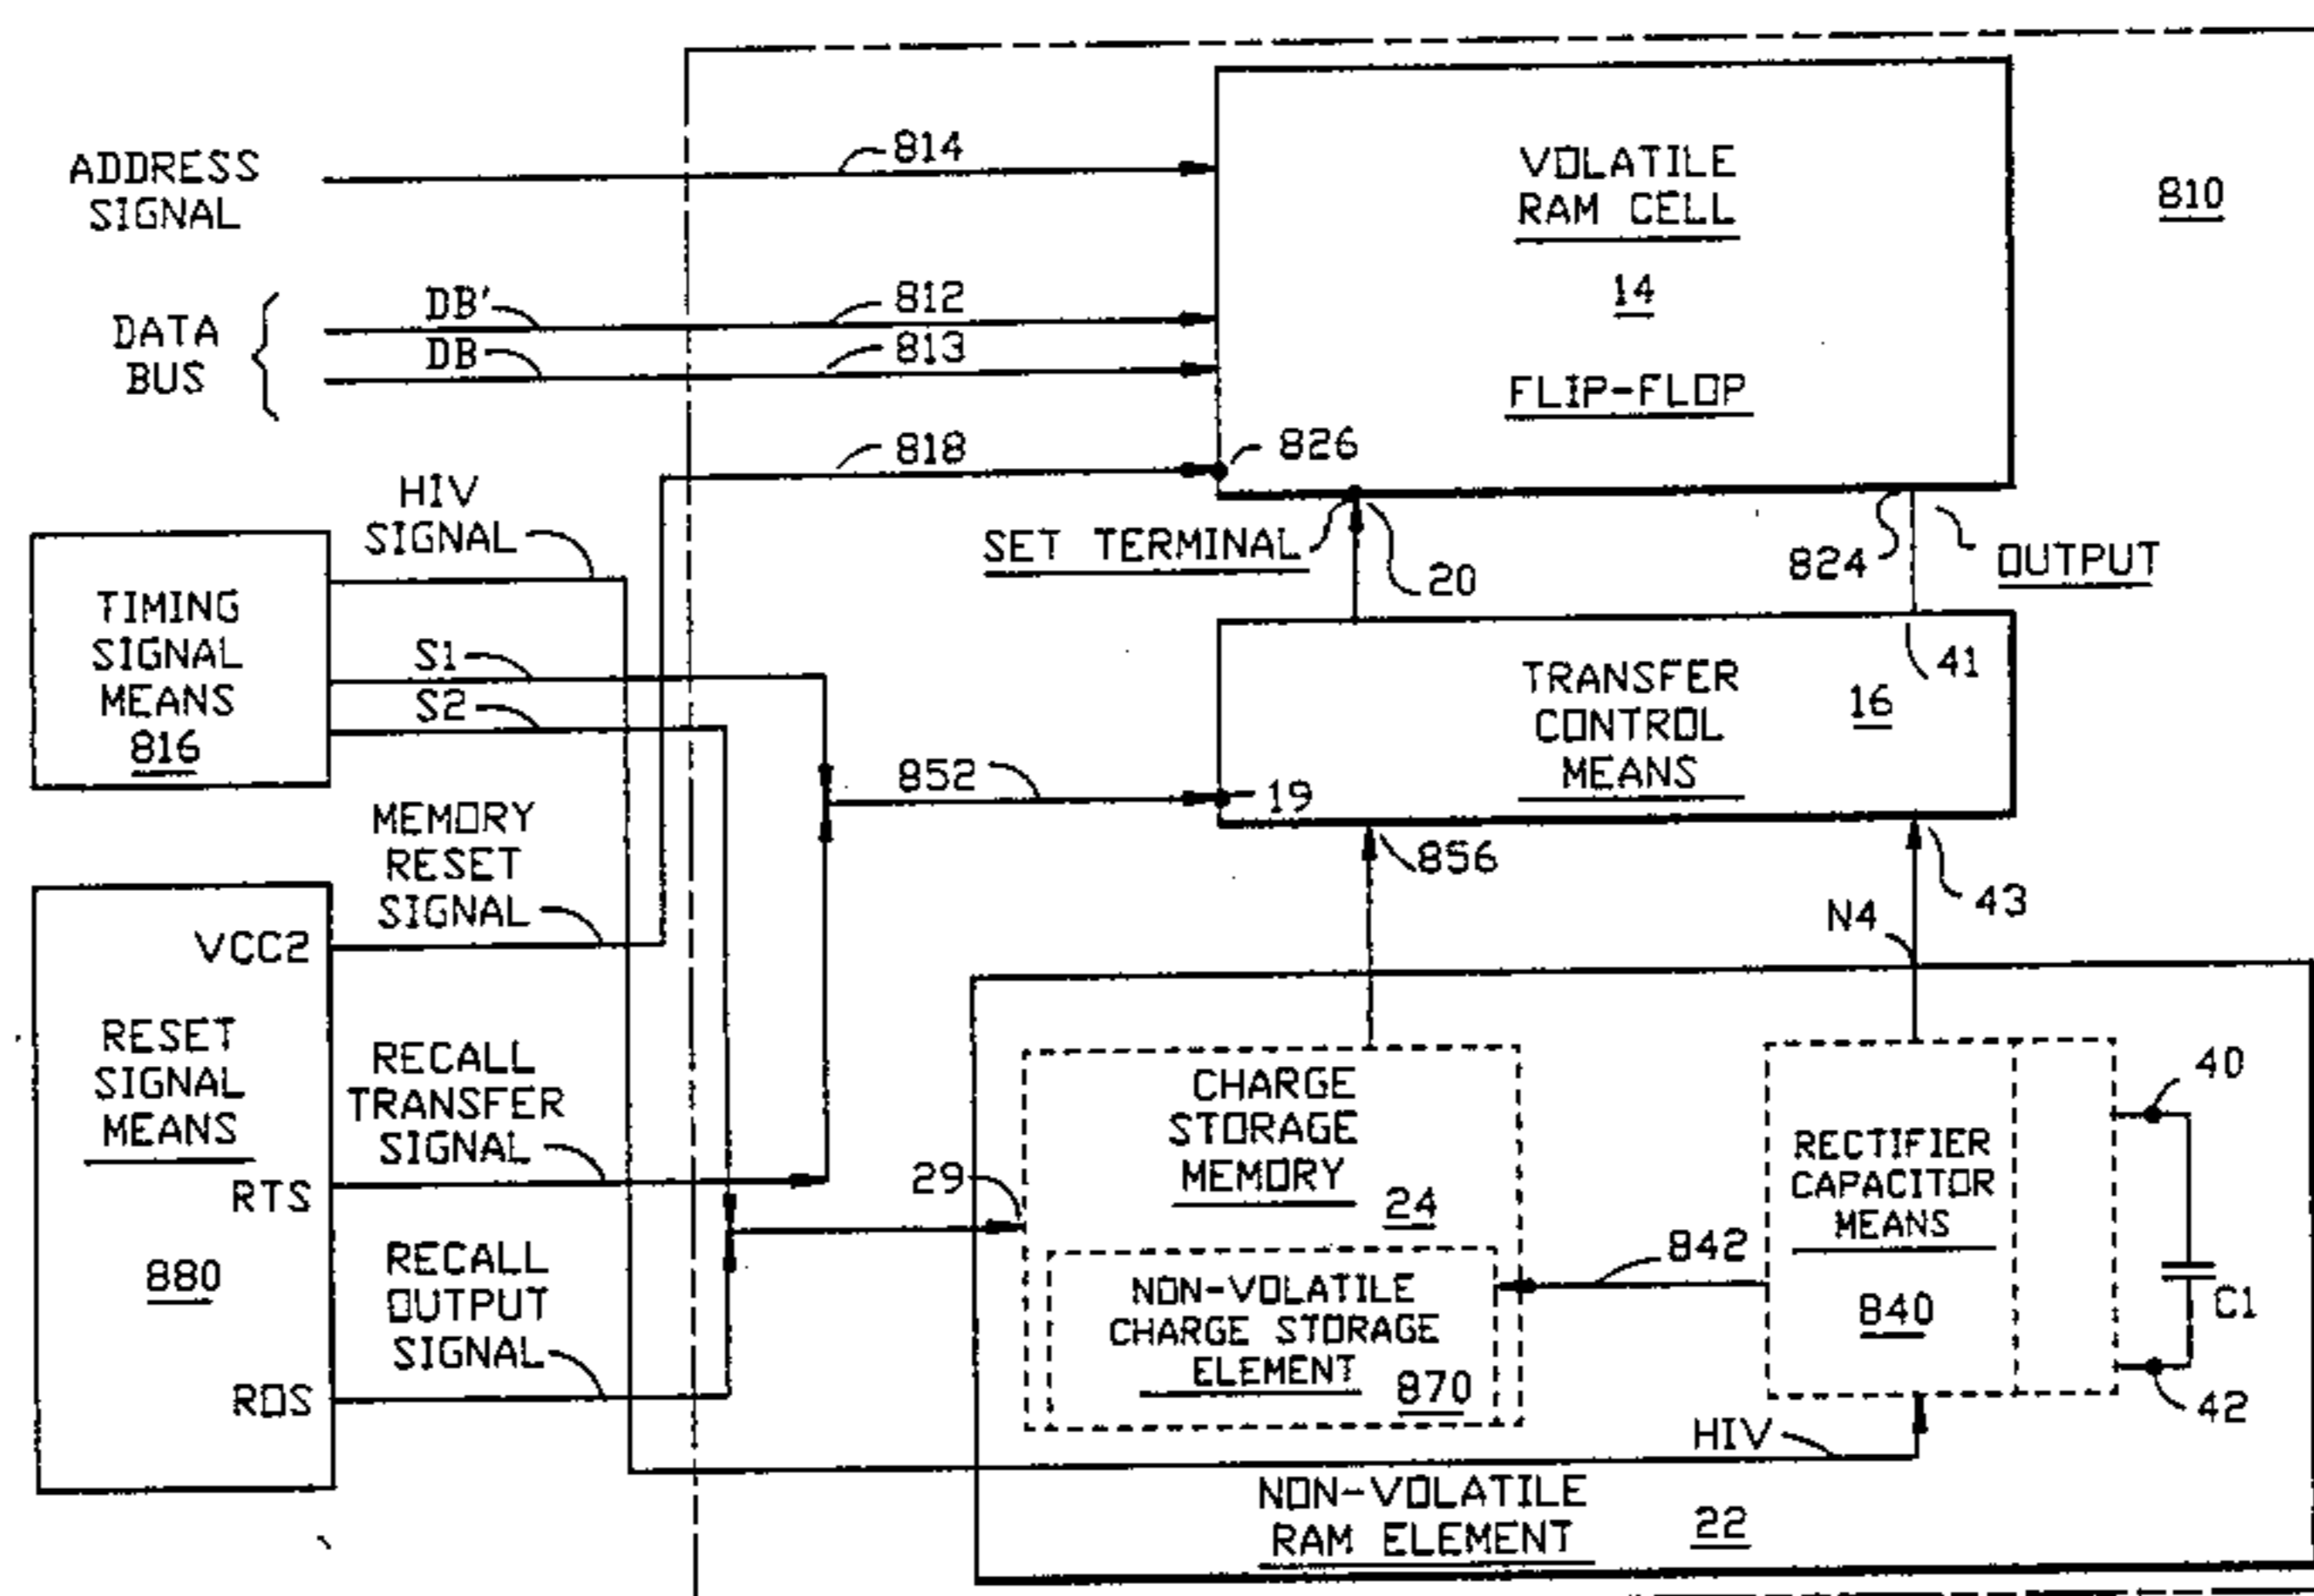 ADDRESS
SIGNAL
814
VOLATILE
RAM CELL
14
FLIP-FLOP
810
DATA
BUS
DB'
812
DB
813
818
826
HIV
SIGNAL
SET TERMINAL
20
824
OUTPUT
TIMING
SIGNAL
MEANS
816
S1
S2
852
19
TRANSFER
CONTROL
MEANS
16
41
856
43
N4
MEMORY
RESET
SIGNAL
VCC2
RESET
SIGNAL
MEANS
880
RECALL
TRANSFER
SIGNAL
RTS
RECALL
OUTPUT
SIGNAL
ROS
29
CHARGE
STORAGE
MEMORY
24
NON-VOLATILE
CHARGE STORAGE
ELEMENT
870
842
RECTIFIER
CAPACITOR
MEANS
840
40
C1
42
HIV
NON-VOLATILE
RAM ELEMENT
22